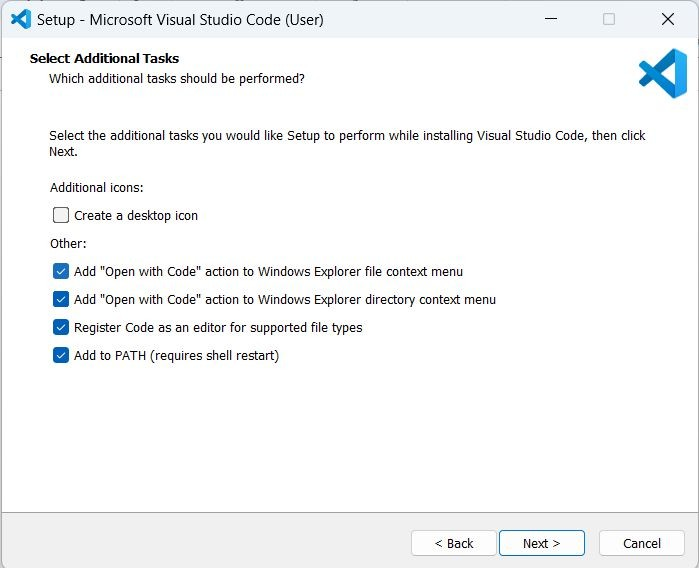 Setup - Microsoft Visual Studio Code (User)
Select Additional Tasks
Which additional tasks should be performed?
Select the additional tasks you would like Setup to perform while installing Visual Studio Code, then click
Next.
Additional icons:
Create a desktop icon
Other:
Add "Open with Code" action to Windows Explorer file context menu
Add "Open with Code" action to Windows Explorer directory context menu
Register Code as an editor for supported file types
Add to PATH (requires shell restart)
< Back Next > Cancel